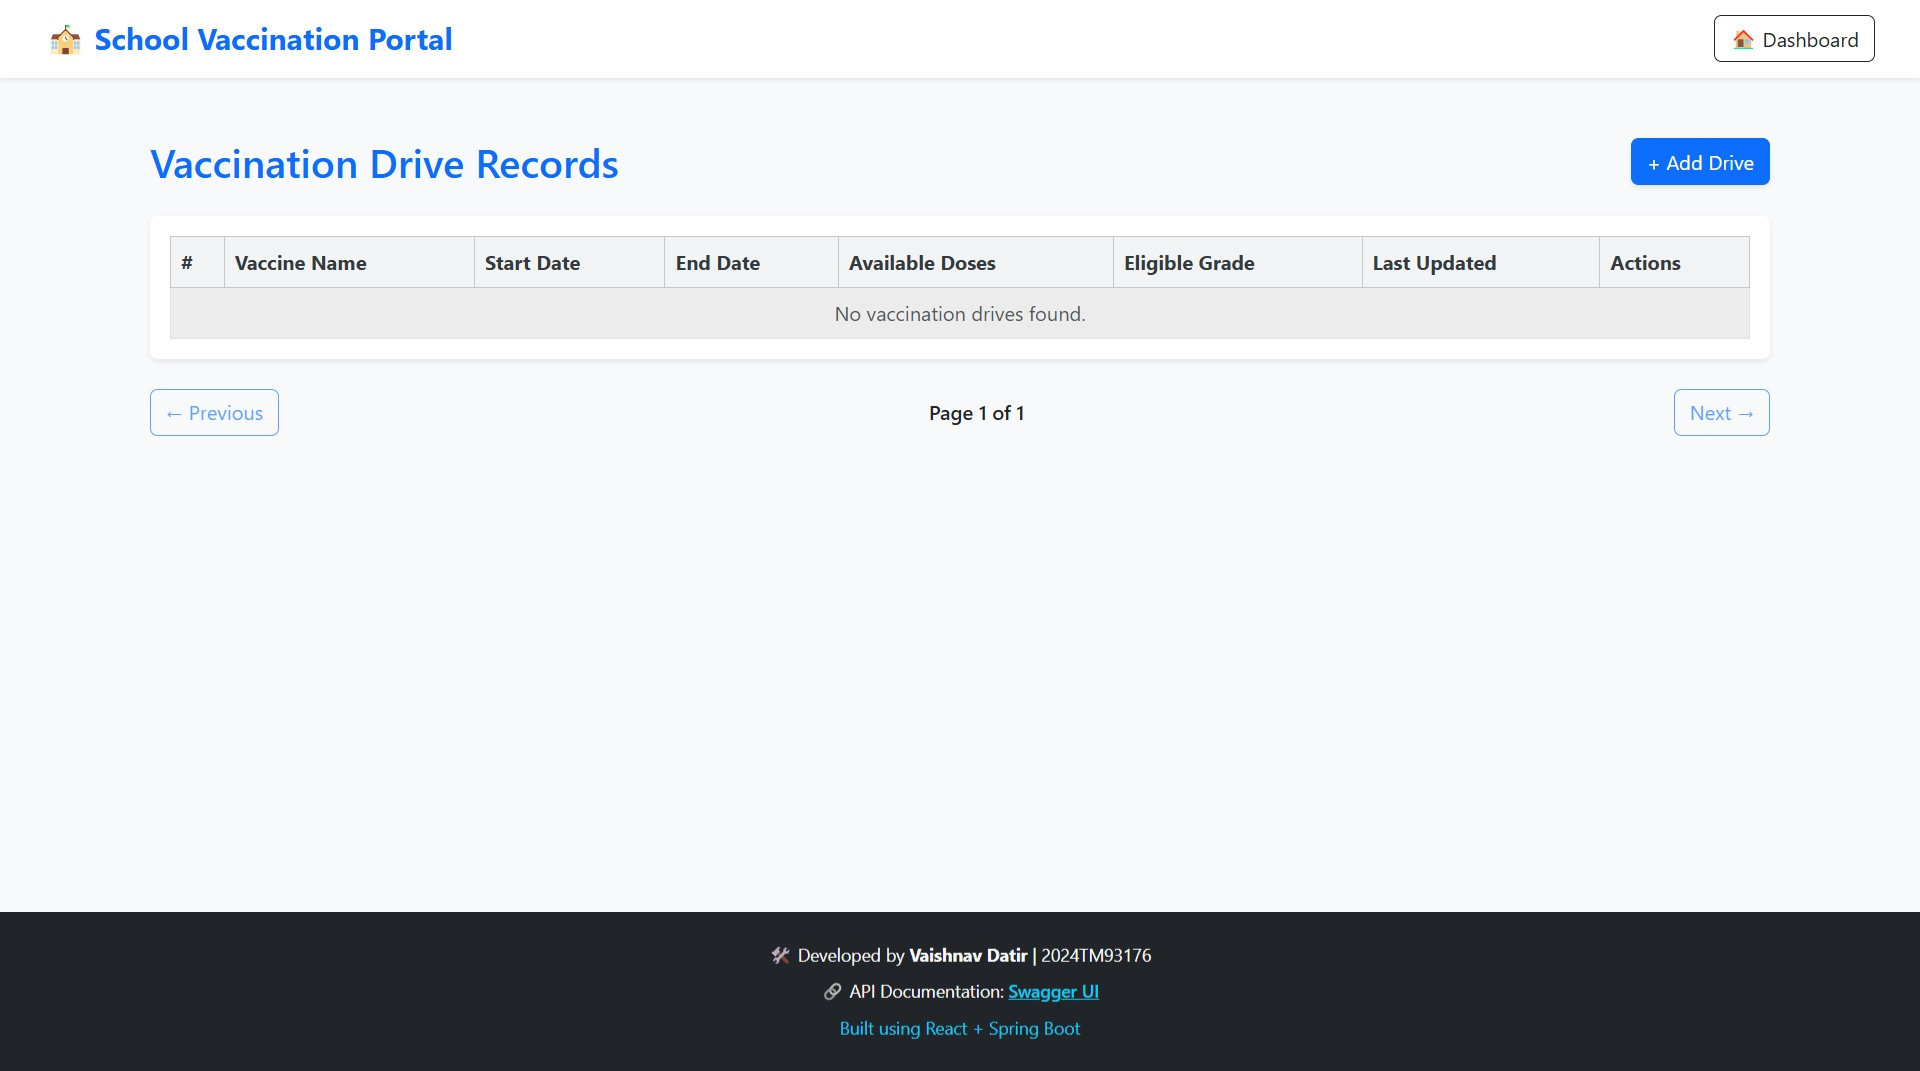 School Vaccination Portal
Dashboard
Vaccination Drive Records
+ Add Drive
# Vaccine Name Start Date End Date Available Doses Eligible Grade Last Updated Actions
No vaccination drives found.
← Previous Page 1 of 1 Next →
Developed by Vaishnav Datir | 2024TM93176
API Documentation: Swagger UI
Built using React + Spring Boot